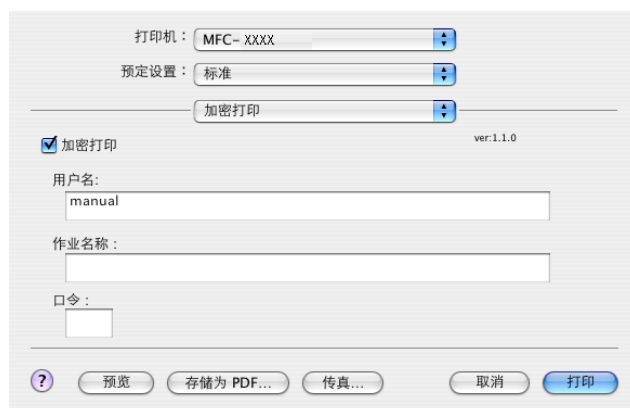 打印机： MFC- XXXX
预定设置： 标准
加密打印
加密打印 ver:1.1.0
用户名:
manual
作业名称 :
口令 :
? 预览 存储为 PDF... 传真... 取消 打印